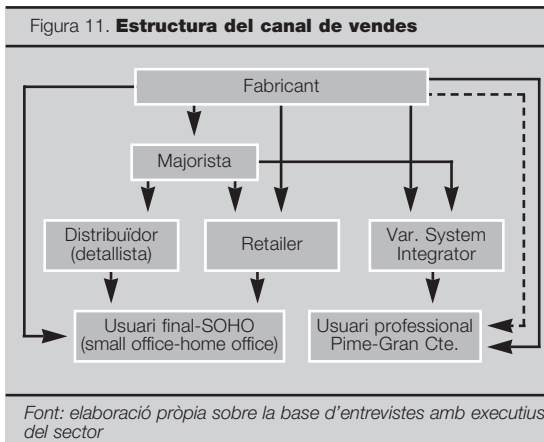 Figura 11. Estructura del canal de vendes
Fabricant
Majorista
Distribuïdor
(detallista)
Retailer
Var. System
Integrator
Usuari final-SOHO
(small office-home office)
Usuari professional
Pime-Gran Cte.
Font: elaboració pròpia sobre la base d'entrevistes amb executius
del sector